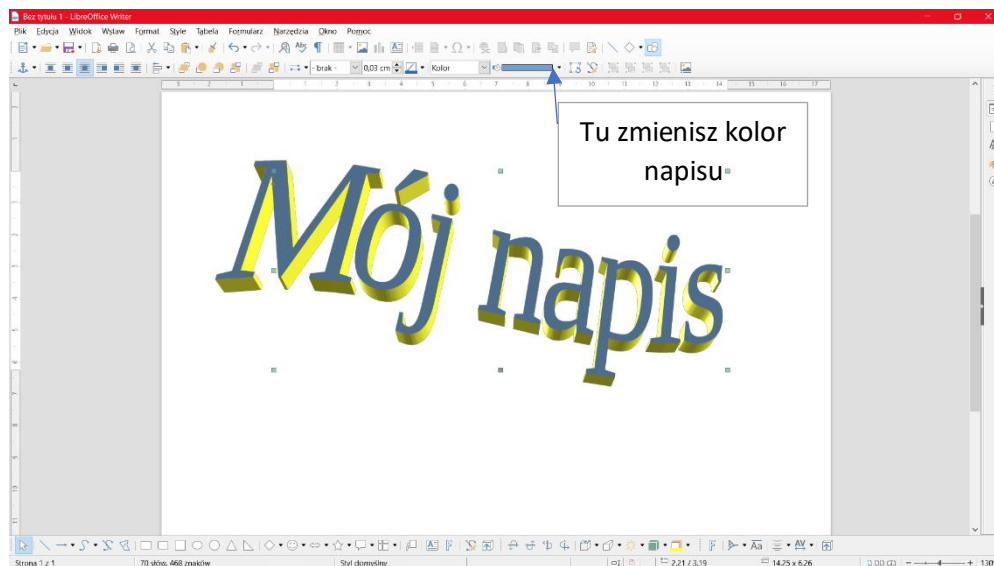 Bez tytułu 1 - LibreOffice Writer
Plik Edycja Widok Wstaw Format Style Tabela Formularz Narzędzia Okno Pomoc
- brak - 0,03 cm Kolor
Tu zmienisz kolor
napisu
Mój napis
Strona 1 z 1 70 słów, 468 znaków Styl domyślny 2,21 / 3,19 14,25 x 6,26 130%